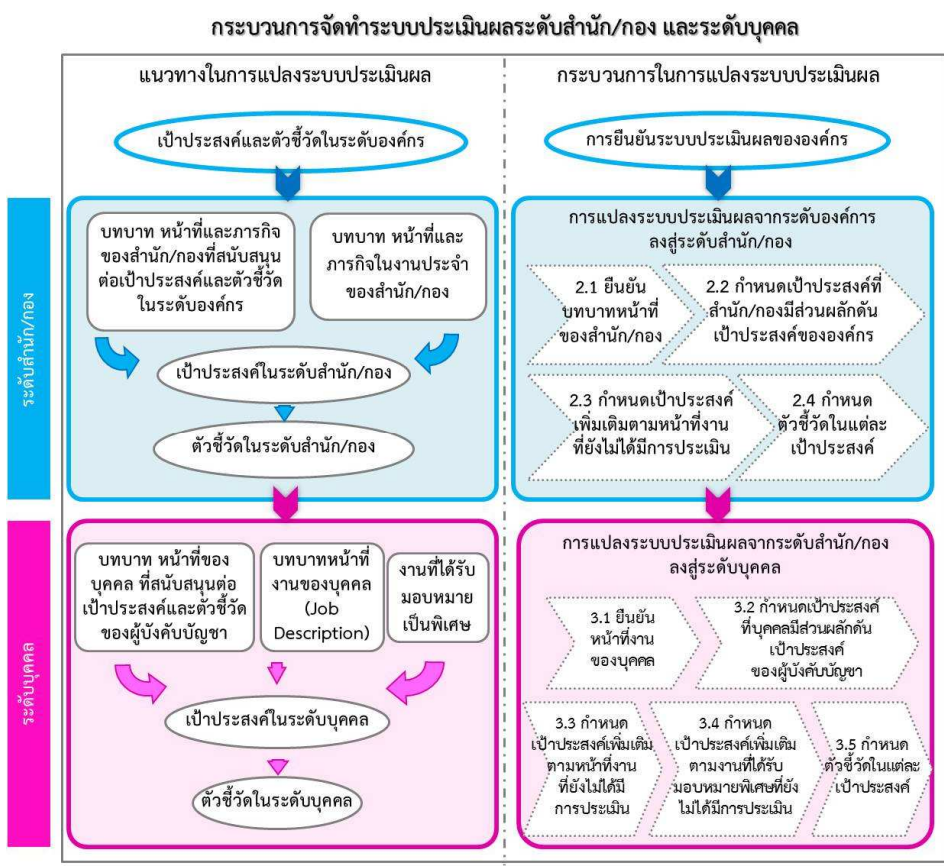 กระบวนการจัดทำระบบประเมินผลระดับสำนัก/กอง และระดับบุคคล
แนวทางในการแปลงระบบประเมินผล
กระบวนการในการแปลงระบบประเมินผล
เป้าประสงค์และตัวชี้วัดในระดับองค์กร
การยืนยันระบบประเมินผลขององค์กร
ระดับสำนัก/กอง
บทบาท หน้าที่และภารกิจ
ของสำนัก/กองที่สนับสนุน
ต่อเป้าประสงค์และตัวชี้วัด
ในระดับองค์กร
บทบาท หน้าที่และ
ภารกิจในงานประจำ
ของสำนัก/กอง
เป้าประสงค์ในระดับสำนัก/กอง
ตัวชี้วัดในระดับสำนัก/กอง
การแปลงระบบประเมินผลจากระดับองค์การ
ลงสู่ระดับสำนัก/กอง
2.1 ยืนยัน
บทบาทหน้าที่
ของสำนัก/กอง
2.2 กำหนดเป้าประสงค์ที่
สำนัก/กองมีส่วนผลักดัน
เป้าประสงค์ขององค์กร
2.3 กำหนดเป้าประสงค์
เพิ่มเติมตามหน้าที่งาน
ที่ยังไม่ได้มีการประเมิน
2.4 กำหนด
ตัวชี้วัดในแต่ละ
เป้าประสงค์
ระดับบุคคล
บทบาท หน้าที่ของ
บุคคล ที่สนับสนุนต่อ
เป้าประสงค์และตัวชี้วัด
ของผู้บังคับบัญชา
บทบาทหน้าที่
งานของบุคคล
(Job
Description)
งานที่ได้รับ
มอบหมาย
เป็นพิเศษ
เป้าประสงค์ในระดับบุคคล
ตัวชี้วัดในระดับบุคคล
การแปลงระบบประเมินผลจากระดับสำนัก/กอง
ลงสู่ระดับบุคคล
3.1 ยืนยัน
หน้าที่งาน
ของบุคคล
3.2 กำหนดเป้าประสงค์
ที่บุคคลมีส่วนผลักดัน
เป้าประสงค์
ของผู้บังคับบัญชา
3.3 กำหนด
เป้าประสงค์เพิ่มเติม
ตามหน้าที่งาน
ที่ยังไม่ได้มี
การประเมิน
3.4 กำหนด
เป้าประสงค์เพิ่มเติม
ตามงานที่ได้รับ
มอบหมายพิเศษที่ยัง
ไม่ได้มีการประเมิน
3.5 กำหนด
ตัวชี้วัดในแต่ละ
เป้าประสงค์